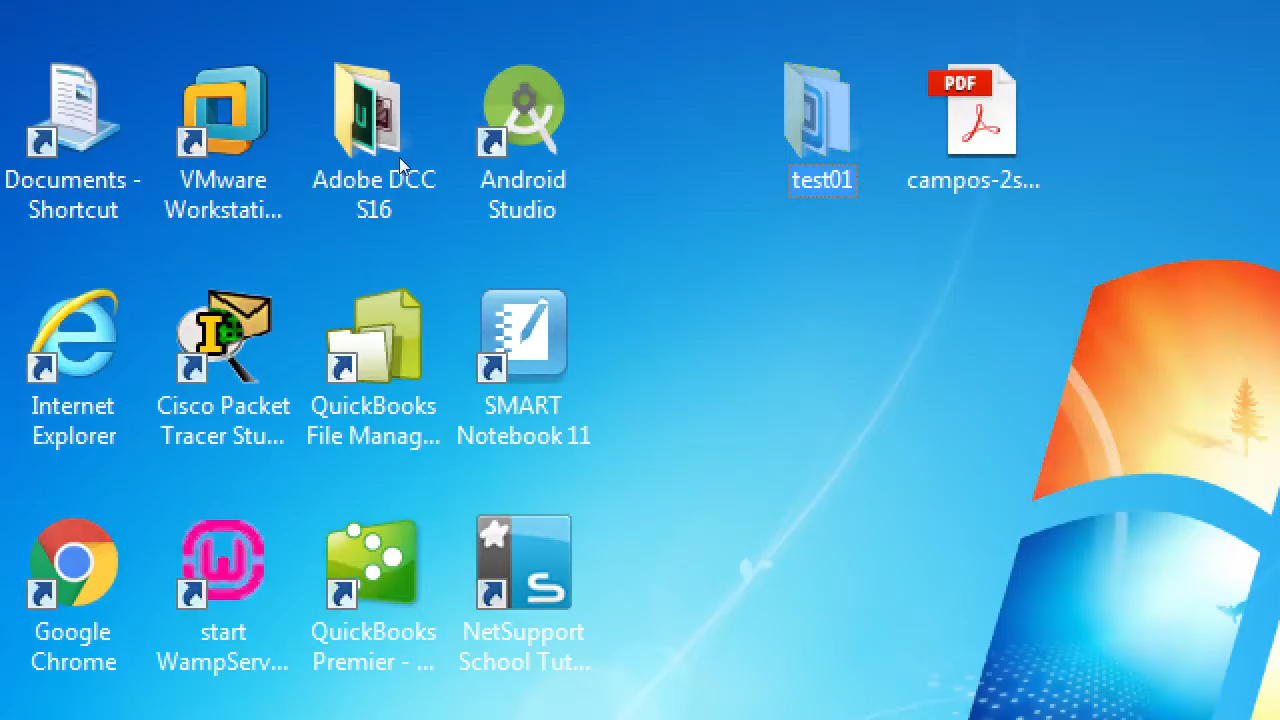 Documents -
Shortcut
VMware
Workstati...
Adobe DCC
S16
Android
Studio
test01
PDF
campos-2s...
Internet
Explorer
Cisco Packet
Tracer Stu...
QuickBooks
File Manag...
SMART
Notebook 11
Google
Chrome
start
WampServ...
QuickBooks
Premier - ...
NetSupport
School Tut...